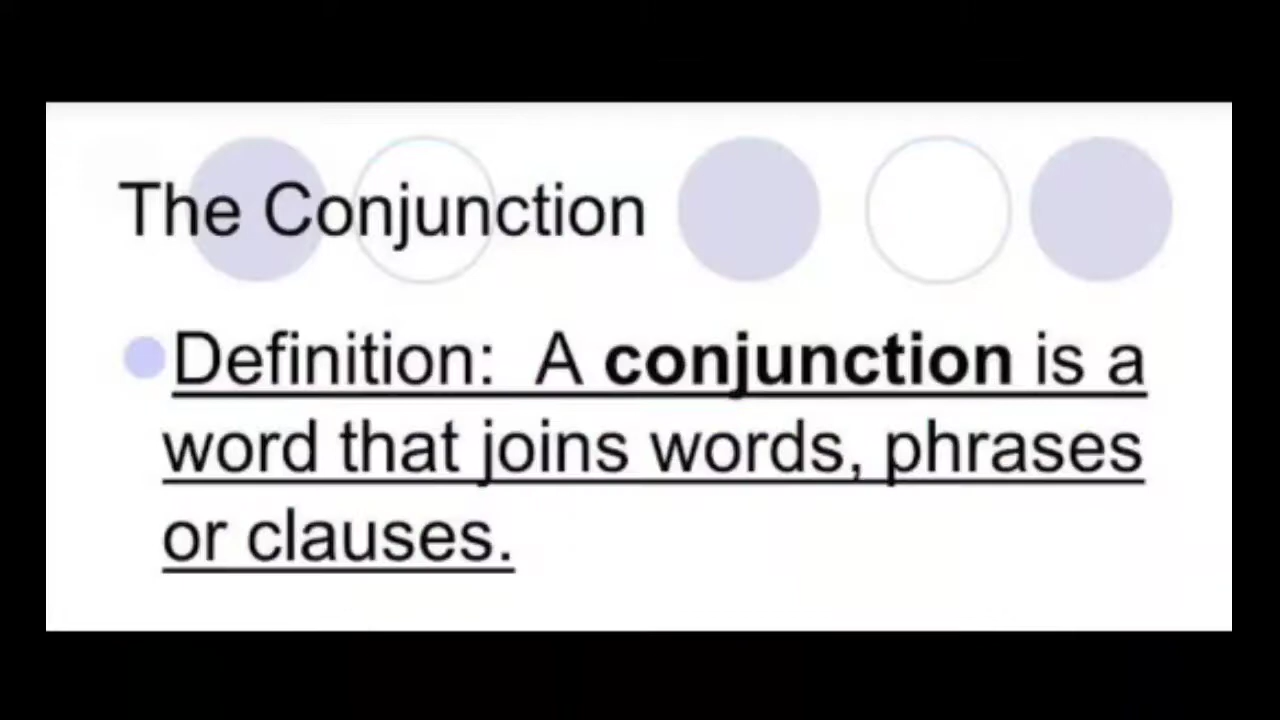 The Conjunction
Definition:  A conjunction is a
word that joins words, phrases
or clauses.